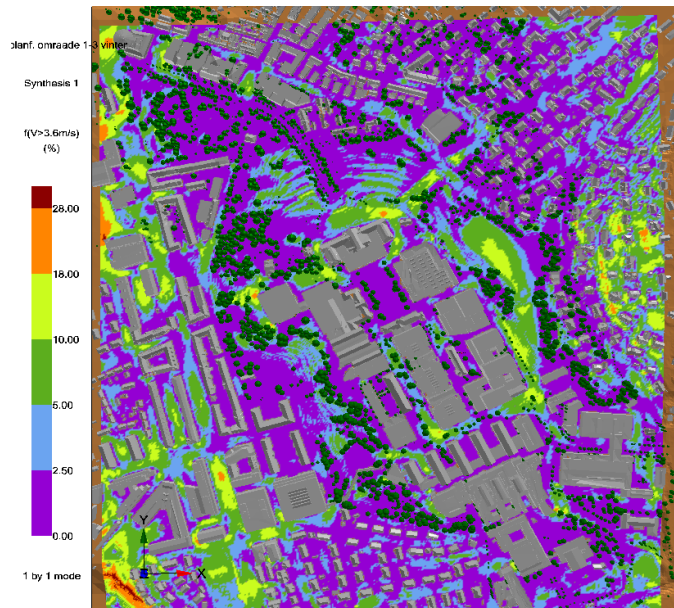 planf. omraade 1-3 vinter
Synthesis 1
f(V>3.6m/s)
(%)
28.00
18.00
10.00
5.00
2.50
0.00
Y
X
1 by 1 mode